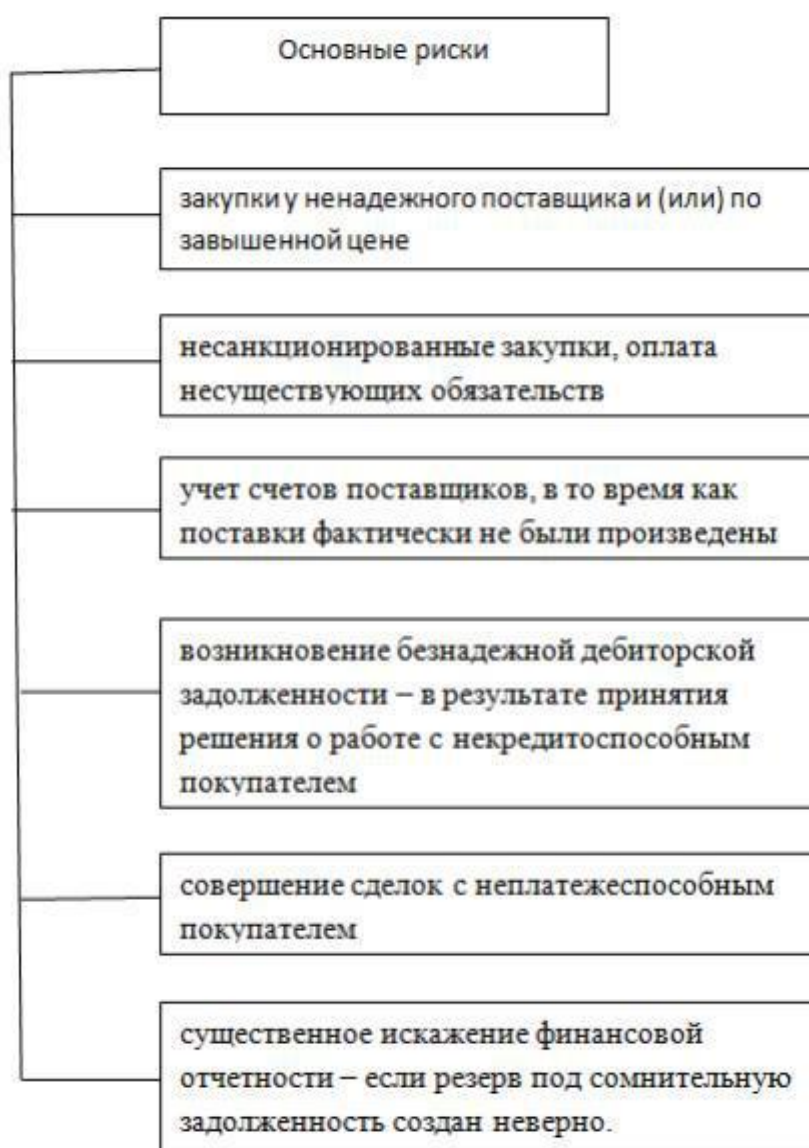 Основные риски
закупки у ненадежного поставщика и (или) по
завышенной цене
несанкционированные закупки, оплата
несуществующих обязательств
учет счетов поставщиков, в то время как
поставки фактически не были произведены
возникновение безнадежной дебиторской
задолженности – в результате принятия
решения о работе с некредитоспособным
покупателем
совершение сделок с неплатежеспособным
покупателем
существенное искажение финансовой
отчетности – если резерв под сомнительную
задолженность создан неверно.